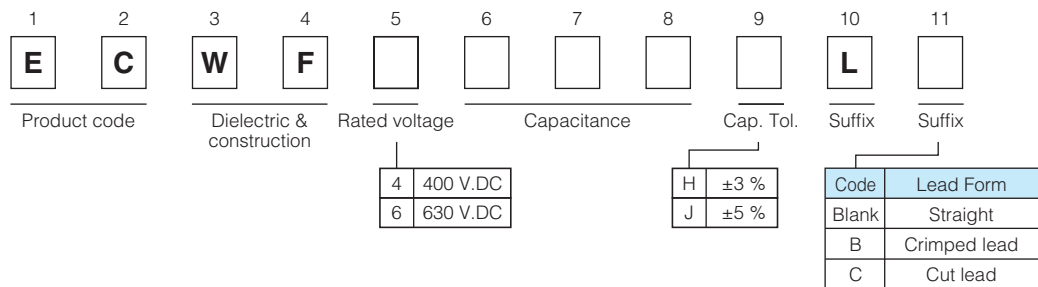 1 2 3 4 5 6 7 8 9 10 11
E C W F L
Product code Dielectric & Rated voltage Capacitance Cap. Tol. Suffix Suffix
construction
4 400 V.DC H ±3 % Code Lead Form
6 630 V.DC J ±5 % Blank Straight
B Crimped lead
C Cut lead